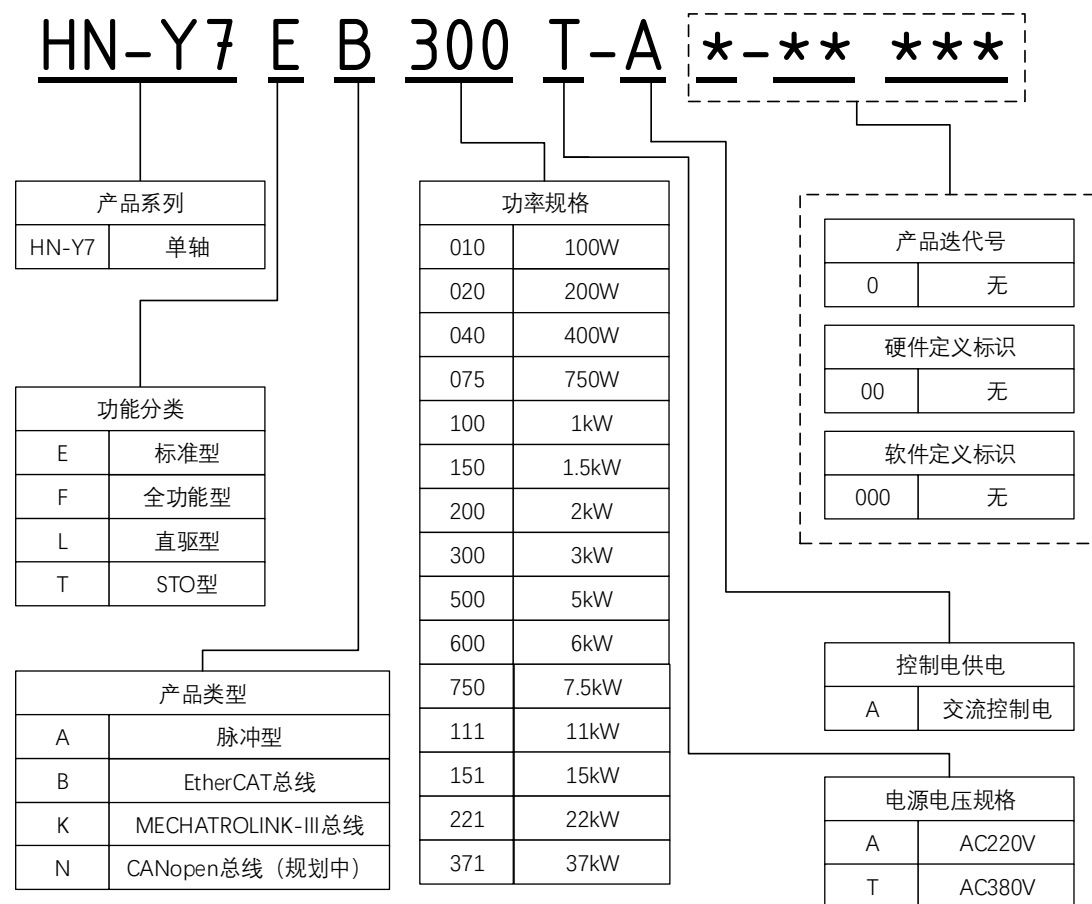 HN-Y7 E B 300 T-A *-** ***
产品系列
HN-Y7 单轴
功能分类
E 标准型
F 全功能型
L 直驱型
T STO型
产品类型
A 脉冲型
B EtherCAT总线
K MECHATROLINK-III总线
N CANopen总线（规划中）
功率规格
010 100W
020 200W
040 400W
075 750W
100 1kW
150 1.5kW
200 2kW
300 3kW
500 5kW
600 6kW
750 7.5kW
111 11kW
151 15kW
221 22kW
371 37kW
产品迭代号
0 无
硬件定义标识
00 无
软件定义标识
000 无
控制电供电
A 交流控制电
电源电压规格
A AC220V
T AC380V